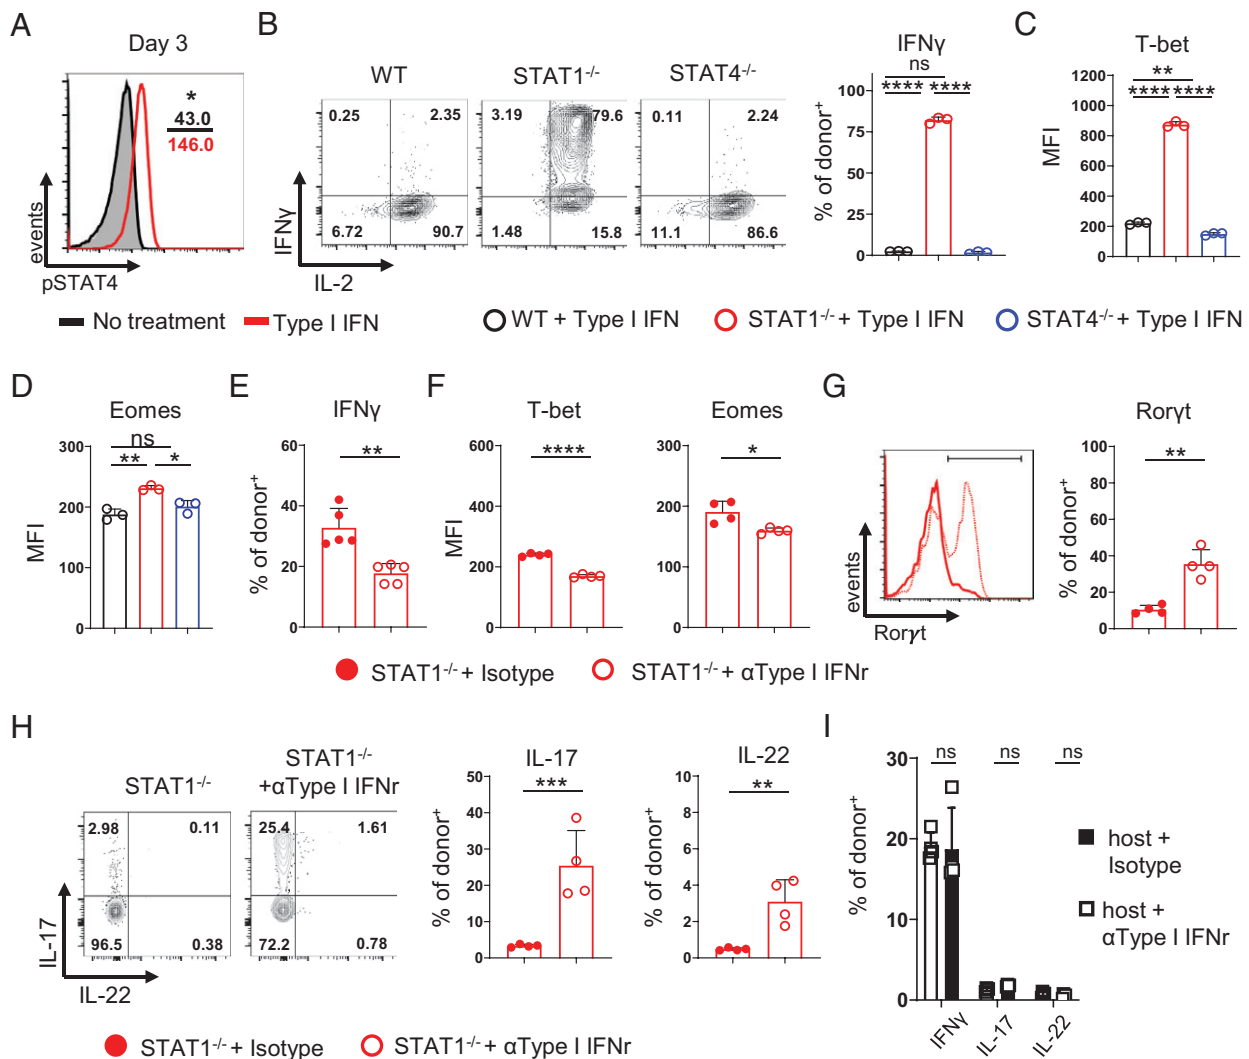 A
Day 3
*
43.0
146.0
events
pSTAT4
No treatment
Type I IFN
B
WT
STAT1-/-
STAT4-/-
0.25
2.35
6.72
90.7
3.19
79.6
1.48
15.8
0.11
2.24
11.1
86.6
IFNγ
IL-2
IFNγ
ns
**** ****
% of donor+
100
75
50
25
0
C
T-bet
**
**** ****
MFI
1200
1000
800
600
400
200
0
WT + Type I IFN
STAT1-/- + Type I IFN
STAT4-/- + Type I IFN
D
Eomes
ns
** *
MFI
300
200
100
0
E
IFNγ
**
% of donor+
60
40
20
0
F
T-bet
****
MFI
600
400
200
0
Eomes
*
300
200
100
0
G
events
Rorγt
Rorγt
**
% of donor+
100
80
60
40
20
0
STAT1-/- + Isotype
STAT1-/- + αType I IFNr
H
STAT1-/-
STAT1-/-
+αType I IFNr
2.98
0.11
96.5
0.38
25.4
1.61
72.2
0.78
IL-17
IL-22
IL-17
***
% of donor+
50
40
30
20
10
0
IL-22
**
% of donor+
10
8
6
4
2
0
STAT1-/- + Isotype
STAT1-/- + αType I IFNr
I
ns ns ns
% of donor+
30
20
10
0
IFNγ
IL-17
IL-22
host +
Isotype
host +
αType I IFNr